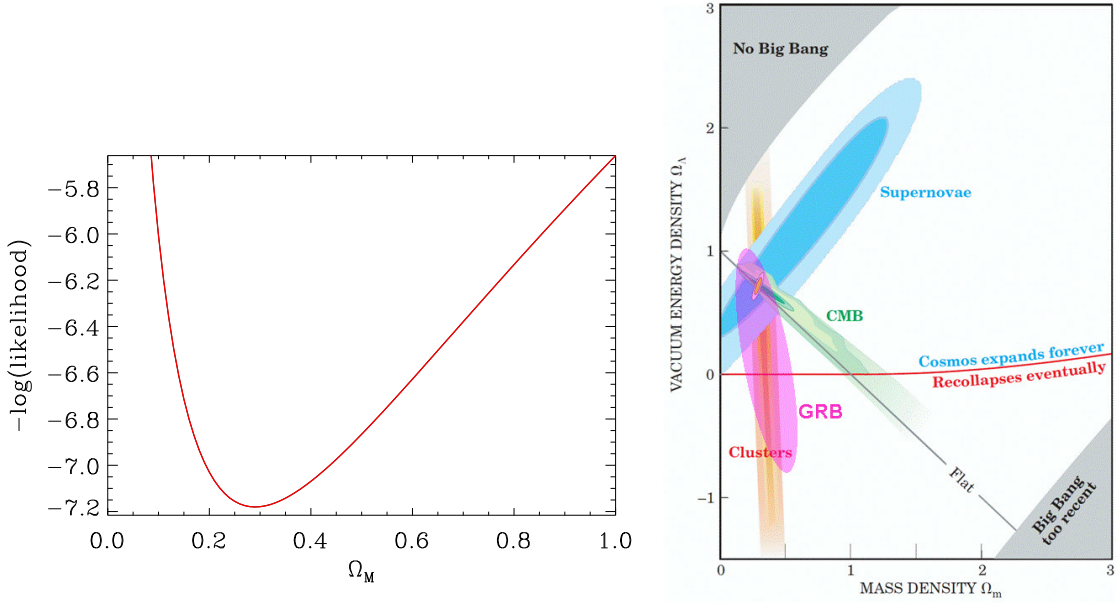 −5.8
−6.0
−6.2
−6.4
−6.6
−6.8
−7.0
−7.2
−log(likelihood)
0.0 0.2 0.4 0.6 0.8 1.0
Ω_M
3
2
1
0
−1
VACUUM ENERGY DENSITY Ω_Λ
No Big Bang
Supernovae
CMB
Cosmos expands forever
Recollapses eventually
GRB
Clusters
Flat
Big Bang
too recent
0 1 2 3
MASS DENSITY Ω_m